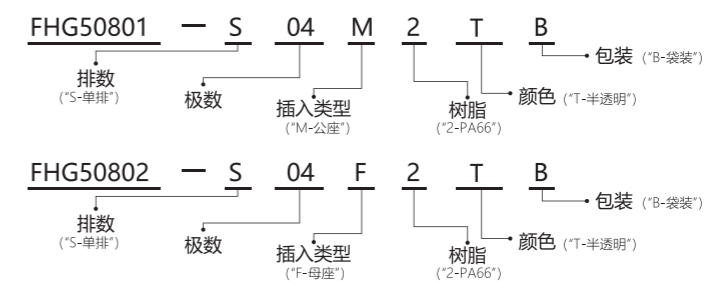 FHG50801 — S 04 M 2 T B
包装 (“B-袋装”)
排数
(“S-单排”)
极数
插入类型
(“M-公座”)
树脂
(“2-PA66”)
颜色 (“T-半透明”)
FHG50802 — S 04 F 2 T B
包装 (“B-袋装”)
排数
(“S-单排”)
极数
插入类型
(“F-母座”)
树脂
(“2-PA66”)
颜色 (“T-半透明”)